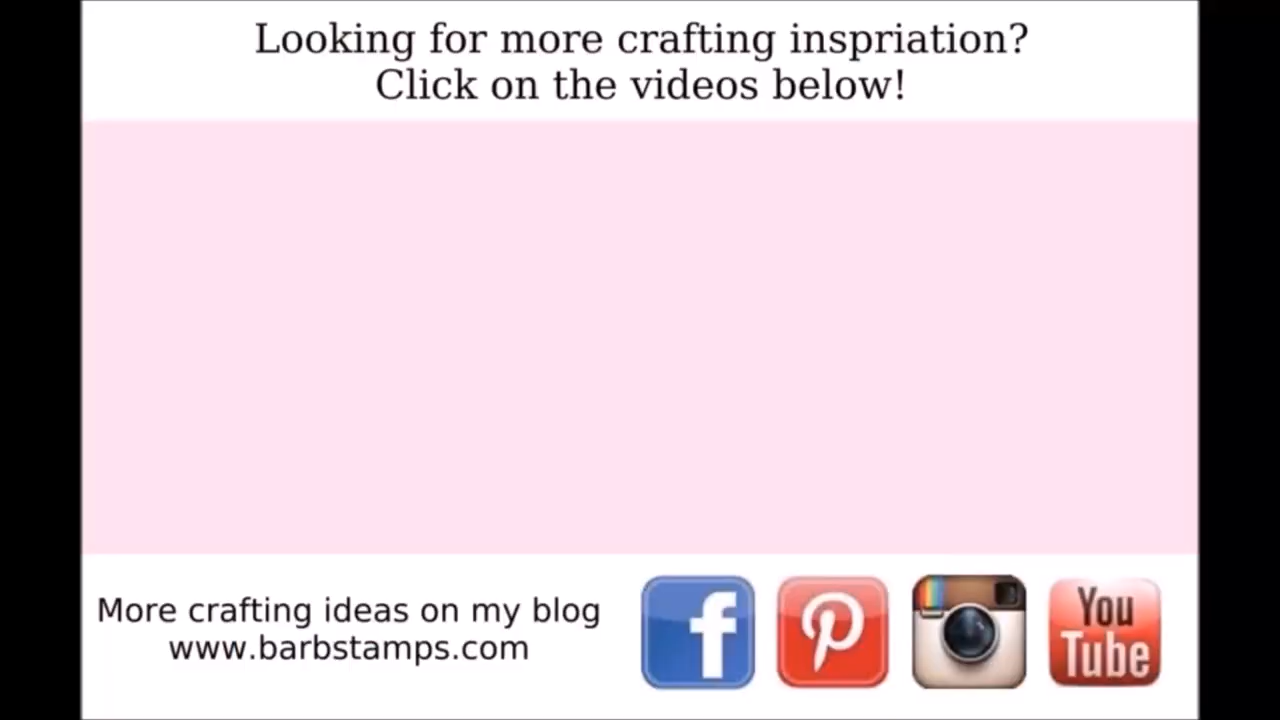 Looking for more crafting inspriation?
Click on the videos below!
More crafting ideas on my blog
www.barbstamps.com
f
You
Tube